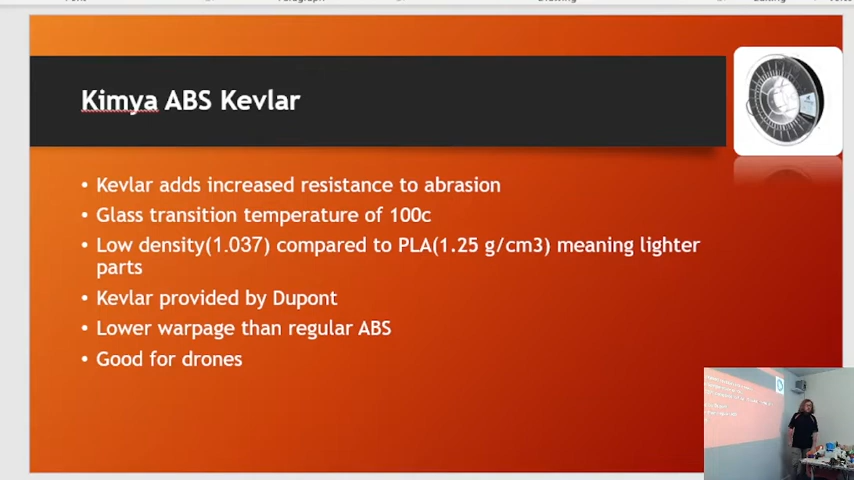 Kimya ABS Kevlar
• Kevlar adds increased resistance to abrasion
• Glass transition temperature of 100c
• Low density(1.037) compared to PLA(1.25 g/cm3) meaning lighter
parts
• Kevlar provided by Dupont
• Lower warpage than regular ABS
• Good for drones